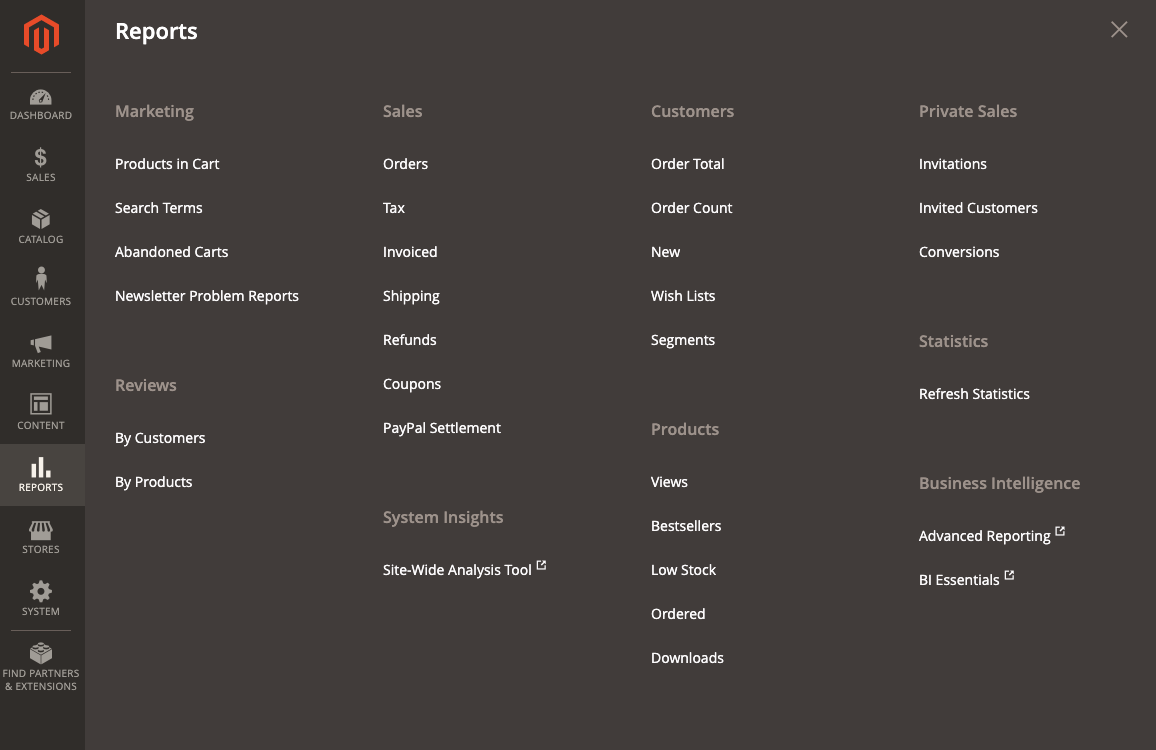 Reports
DASHBOARD
SALES
CATALOG
CUSTOMERS
MARKETING
CONTENT
REPORTS
STORES
SYSTEM
FIND PARTNERS
& EXTENSIONS
Marketing
Products in Cart
Search Terms
Abandoned Carts
Newsletter Problem Reports
Reviews
By Customers
By Products
Sales
Orders
Tax
Invoiced
Shipping
Refunds
Coupons
PayPal Settlement
System Insights
Site-Wide Analysis Tool
Customers
Order Total
Order Count
New
Wish Lists
Segments
Products
Views
Bestsellers
Low Stock
Ordered
Downloads
Private Sales
Invitations
Invited Customers
Conversions
Statistics
Refresh Statistics
Business Intelligence
Advanced Reporting
BI Essentials